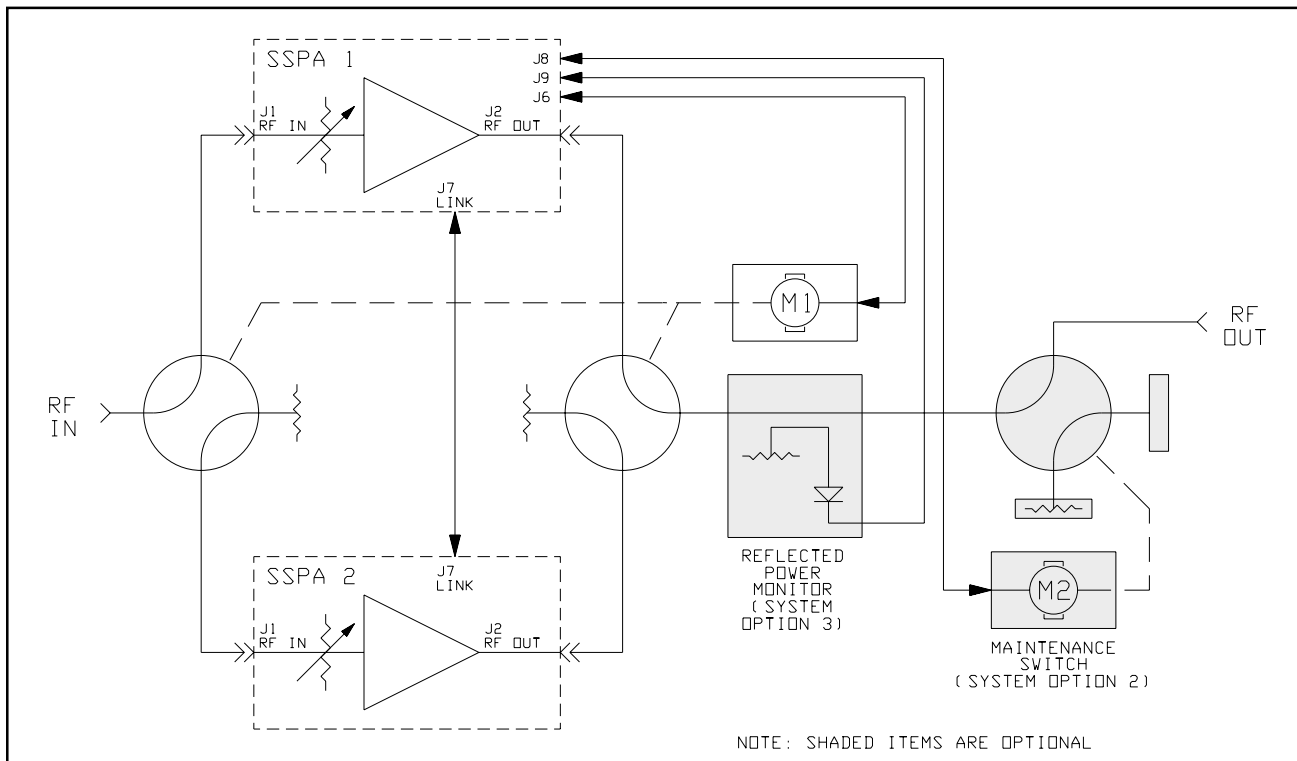 SSPA 1
J8
J9
J6
J1
RF IN
J2
RF OUT
J7
LINK
M1
RF
OUT
RF
IN
REFLECTED
POWER
MONITOR
(SYSTEM
OPTION 3)
M2
MAINTENANCE
SWITCH
(SYSTEM OPTION 2)
SSPA 2
J7
LINK
J1
RF IN
J2
RF OUT
NOTE: SHADED ITEMS ARE OPTIONAL